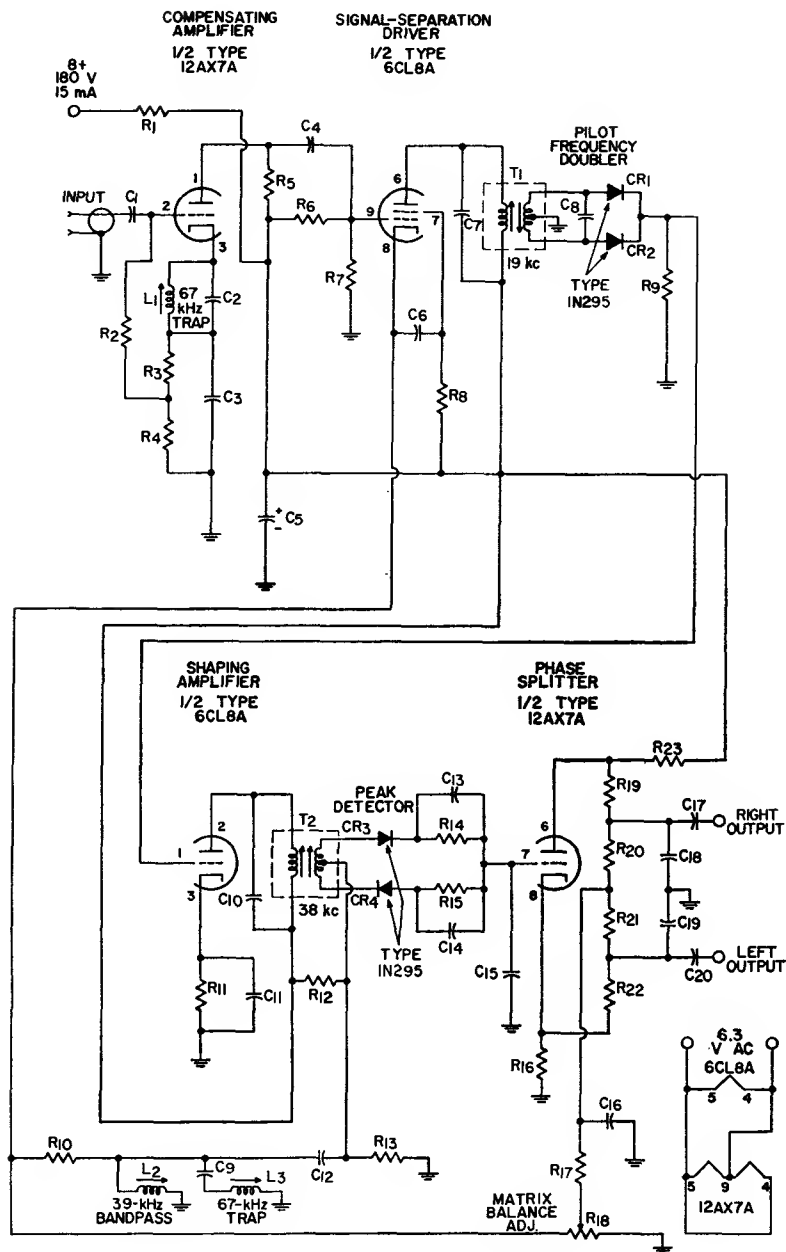 COMPENSATING
AMPLIFIER
1/2 TYPE
12AX7A
SIGNAL-SEPARATION
DRIVER
1/2 TYPE
6CL8A
8+
180 V
15 mA
R1
C4
PILOT
FREQUENCY
DOUBLER
INPUT
C1
1
2
3
R5
R6
R7
6
9
7
8
C7
T1
19 kc
C8
CR1
CR2
TYPE
IN295
R9
L1
67
kHz
TRAP
C2
R2
R3
C3
R4
C6
R8
C5
+
-
SHAPING
AMPLIFIER
1/2 TYPE
6CL8A
PHASE
SPLITTER
1/2 TYPE
12AX7A
R23
2
1
3
C10
T2
38 kc
PEAK
DETECTOR
CR3
CR4
C13
R14
R15
C14
TYPE
IN295
6
7
8
R19
R20
R21
R22
C17
RIGHT
OUTPUT
C18
C19
LEFT
OUTPUT
C20
R11
C11
R12
C15
R16
C16
6.3
V AC
6CL8A
5 4
5 9 4
12AX7A
R10
C9
L2
39-kHz
BANDPASS
L3
67-kHz
TRAP
C12
R13
R17
MATRIX
BALANCE
ADJ.
R18